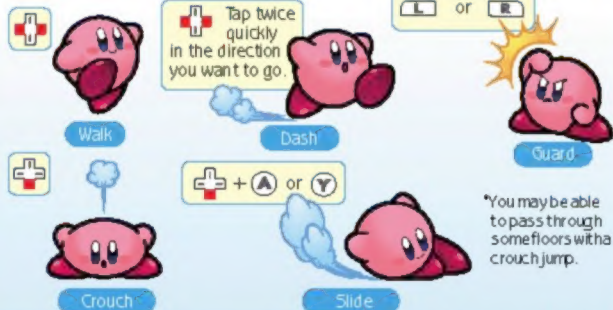 Tap twice
quickly
in the direction
you want to go.
L or R
Walk
Dash
Guard
+ A or Y
*You may be able
to pass through
some floors with a
crouch jump.
Crouch
Slide